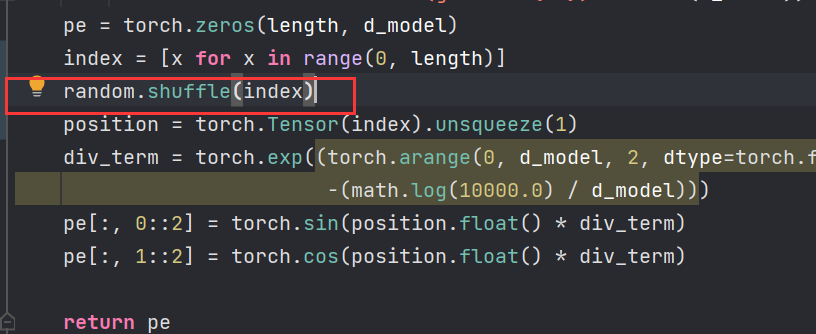 pe = torch.zeros(length, d_model)
index = [x for x in range(0, length)]
random.shuffle(index)
position = torch.Tensor(index).unsqueeze(1)
div_term = torch.exp((torch.arange(0, d_model, 2, dtype=torch.f
-(math.log(10000.0) / d_model)))
pe[:, 0::2] = torch.sin(position.float() * div_term)
pe[:, 1::2] = torch.cos(position.float() * div_term)
return pe